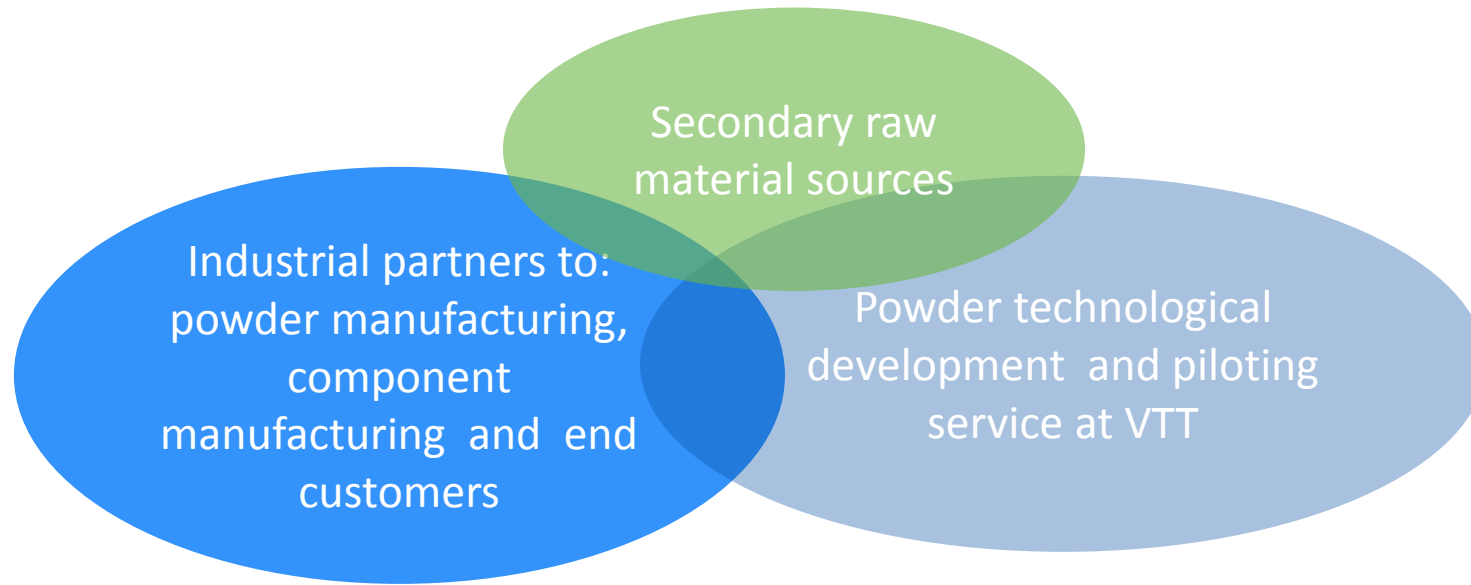 Secondary raw
material sources
Industrial partners to:
powder manufacturing,
component
manufacturing  and  end
customers
Powder technological
development  and piloting
service at VTT